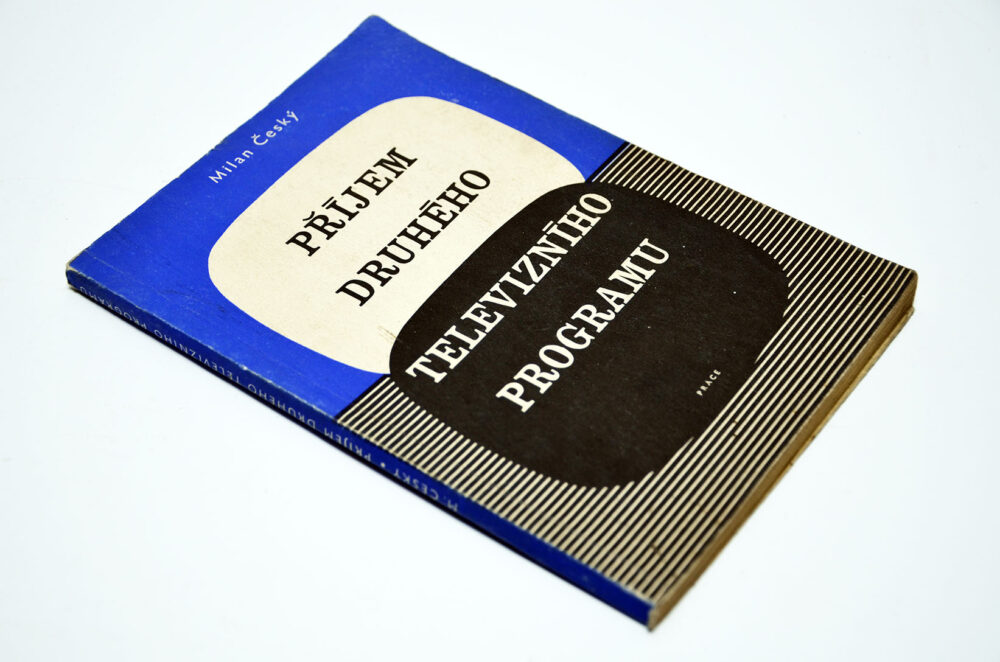 Milan Český
PŘÍJEM
DRUHÉHO
TELEVIZNÍHO
PROGRAMU
PRÁCE
M. ČESKÝ • PŘÍJEM DRUHÉHO TELEVIZNÍHO PROGRAMU